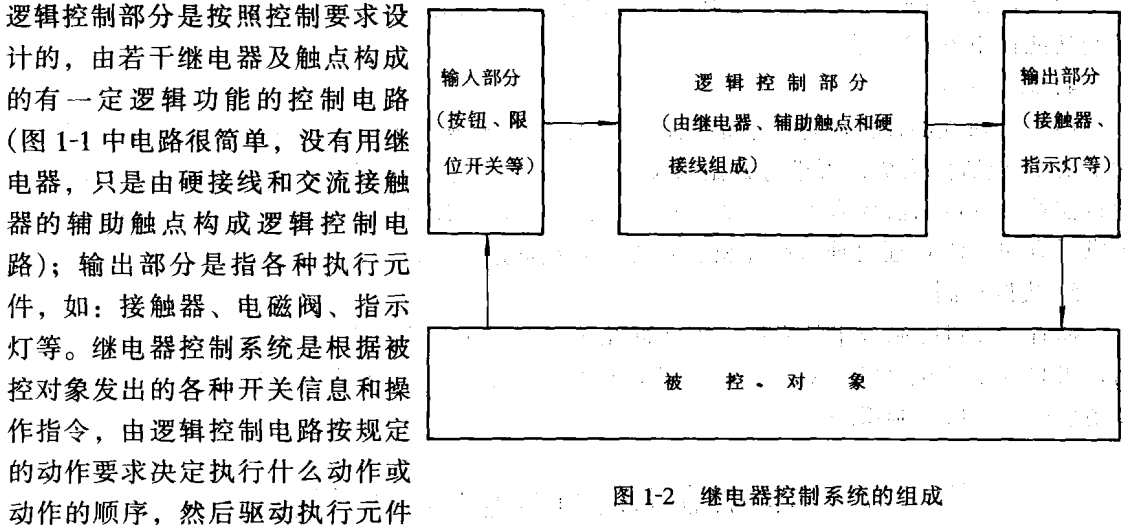 逻辑控制部分是按照控制要求设
计的，由若干继电器及触点构成
的有一定逻辑功能的控制电路
(图 1-1 中电路很简单，没有用继
电器，只是由硬接线和交流接触
器的辅助触点构成逻辑控制电
路)；输出部分是指各种执行元
件，如：接触器、电磁阀、指示
灯等。继电器控制系统是根据被
控对象发出的各种开关信息和操
作指令，由逻辑控制电路按规定
的动作要求决定执行什么动作或
动作的顺序，然后驱动执行元件
输入部分
（按钮、限
位开关等）
逻辑控制部分
（由继电器、辅助触点和硬
接线组成）
输出部分
（接触器、
指示灯等）
被控对象
图 1-2 继电器控制系统的组成